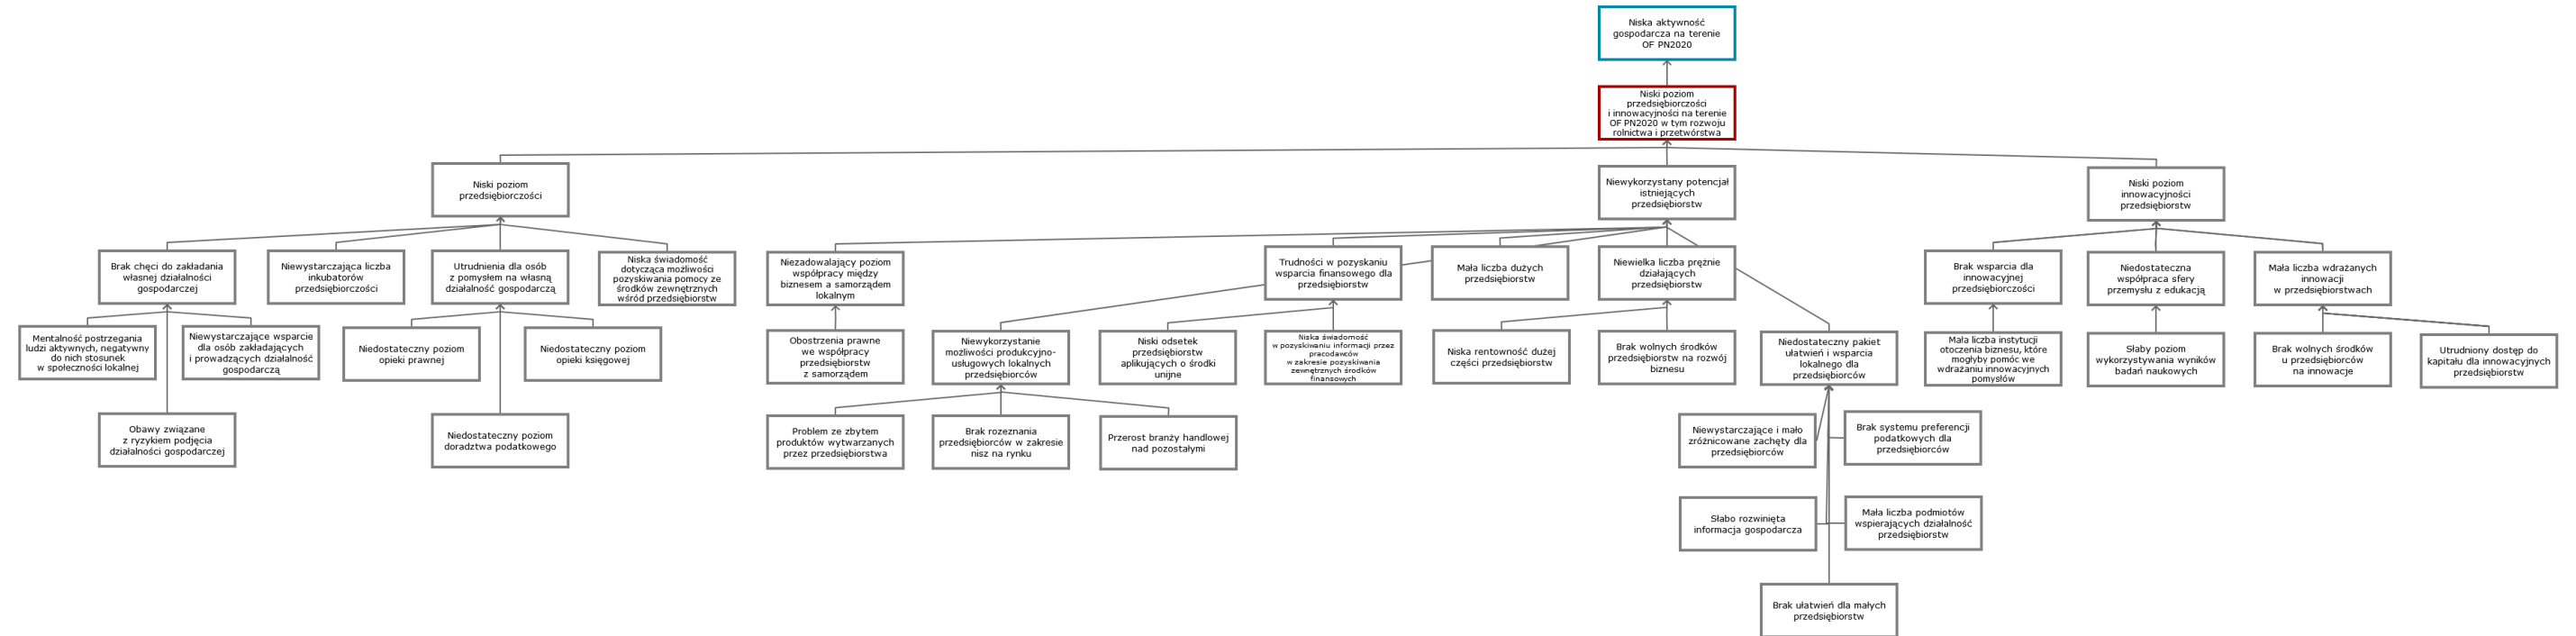 Niska aktywność
gospodarcza na terenie
OF PN2020
Niski poziom
przedsiębiorczości
i innowacyjności na terenie
OF PN2020 w tym rozwoju
rolnictwa i przetwórstwa
Niski poziom
przedsiębiorczości
Niewykorzystany potencjał
istniejących
przedsiębiorstw
Niski poziom
innowacyjności
przedsiębiorstw
Brak chęci do zakładania
własnej działalności
gospodarczej
Niewystarczająca liczba
inkubatorów
przedsiębiorczości
Utrudnienia dla osób
z pomysłem na własną
działalność gospodarczą
Niska świadomość
dotycząca możliwości
pozyskiwania pomocy ze
środków zewnętrznych
wśród przedsiębiorstw
Niezadowalający poziom
współpracy między
biznesem a samorządem
lokalnym
Trudności w pozyskaniu
wsparcia finansowego dla
przedsiębiorstw
Mała liczba dużych
przedsiębiorstw
Niewielka liczba prężnie
działających
przedsiębiorstw
Brak wsparcia dla
innowacyjnej
przedsiębiorczości
Niedostateczna
współpraca sfery
przemysłu z edukacją
Mała liczba wdrażanych
innowacji
w przedsiębiorstwach
Mentalność postrzegania
ludzi aktywnych, negatywny
do nich stosunek
w społeczności lokalnej
Niewystarczające wsparcie
dla osób zakładających
i prowadzących działalność
gospodarczą
Niedostateczny poziom
opieki prawnej
Niedostateczny poziom
opieki księgowej
Obostrzenia prawne
we współpracy
przedsiębiorstw
z samorządem
Niewykorzystanie
możliwości produkcyjno-
usługowych lokalnych
przedsiębiorców
Niski odsetek
przedsiębiorstw
aplikujących o środki
unijne
Niska świadomość
w pozyskiwaniu informacji przez
pracodawców
w zakresie pozyskiwania
zewnętrznych środków
finansowych
Niska rentowność dużej
części przedsiębiorstw
Brak wolnych środków
przedsiębiorstw na rozwój
biznesu
Niedostateczny pakiet
ułatwień i wsparcia
lokalnego dla
przedsiębiorców
Mała liczba instytucji
otoczenia biznesu, które
mogłyby pomóc we
wdrażaniu innowacyjnych
pomysłów
Słaby poziom
wykorzystywania wyników
badań naukowych
Brak wolnych środków
u przedsiębiorców
na innowacje
Utrudniony dostęp do
kapitału dla innowacyjnych
przedsiębiorstw
Obawy związane
z ryzykiem podjęcia
działalności gospodarczej
Niedostateczny poziom
doradztwa podatkowego
Problem ze zbytem
produktów wytwarzanych
przez przedsiębiorstwa
Brak rozeznania
przedsiębiorców w zakresie
nisz na rynku
Przerost branży handlowej
nad pozostałymi
Niewystarczające i mało
zróżnicowane zachęty dla
przedsiębiorców
Brak systemu preferencji
podatkowych dla
przedsiębiorców
Słabo rozwinięta
informacja gospodarcza
Mała liczba podmiotów
wspierających działalność
przedsiębiorstw
Brak ułatwień dla małych
przedsiębiorstw